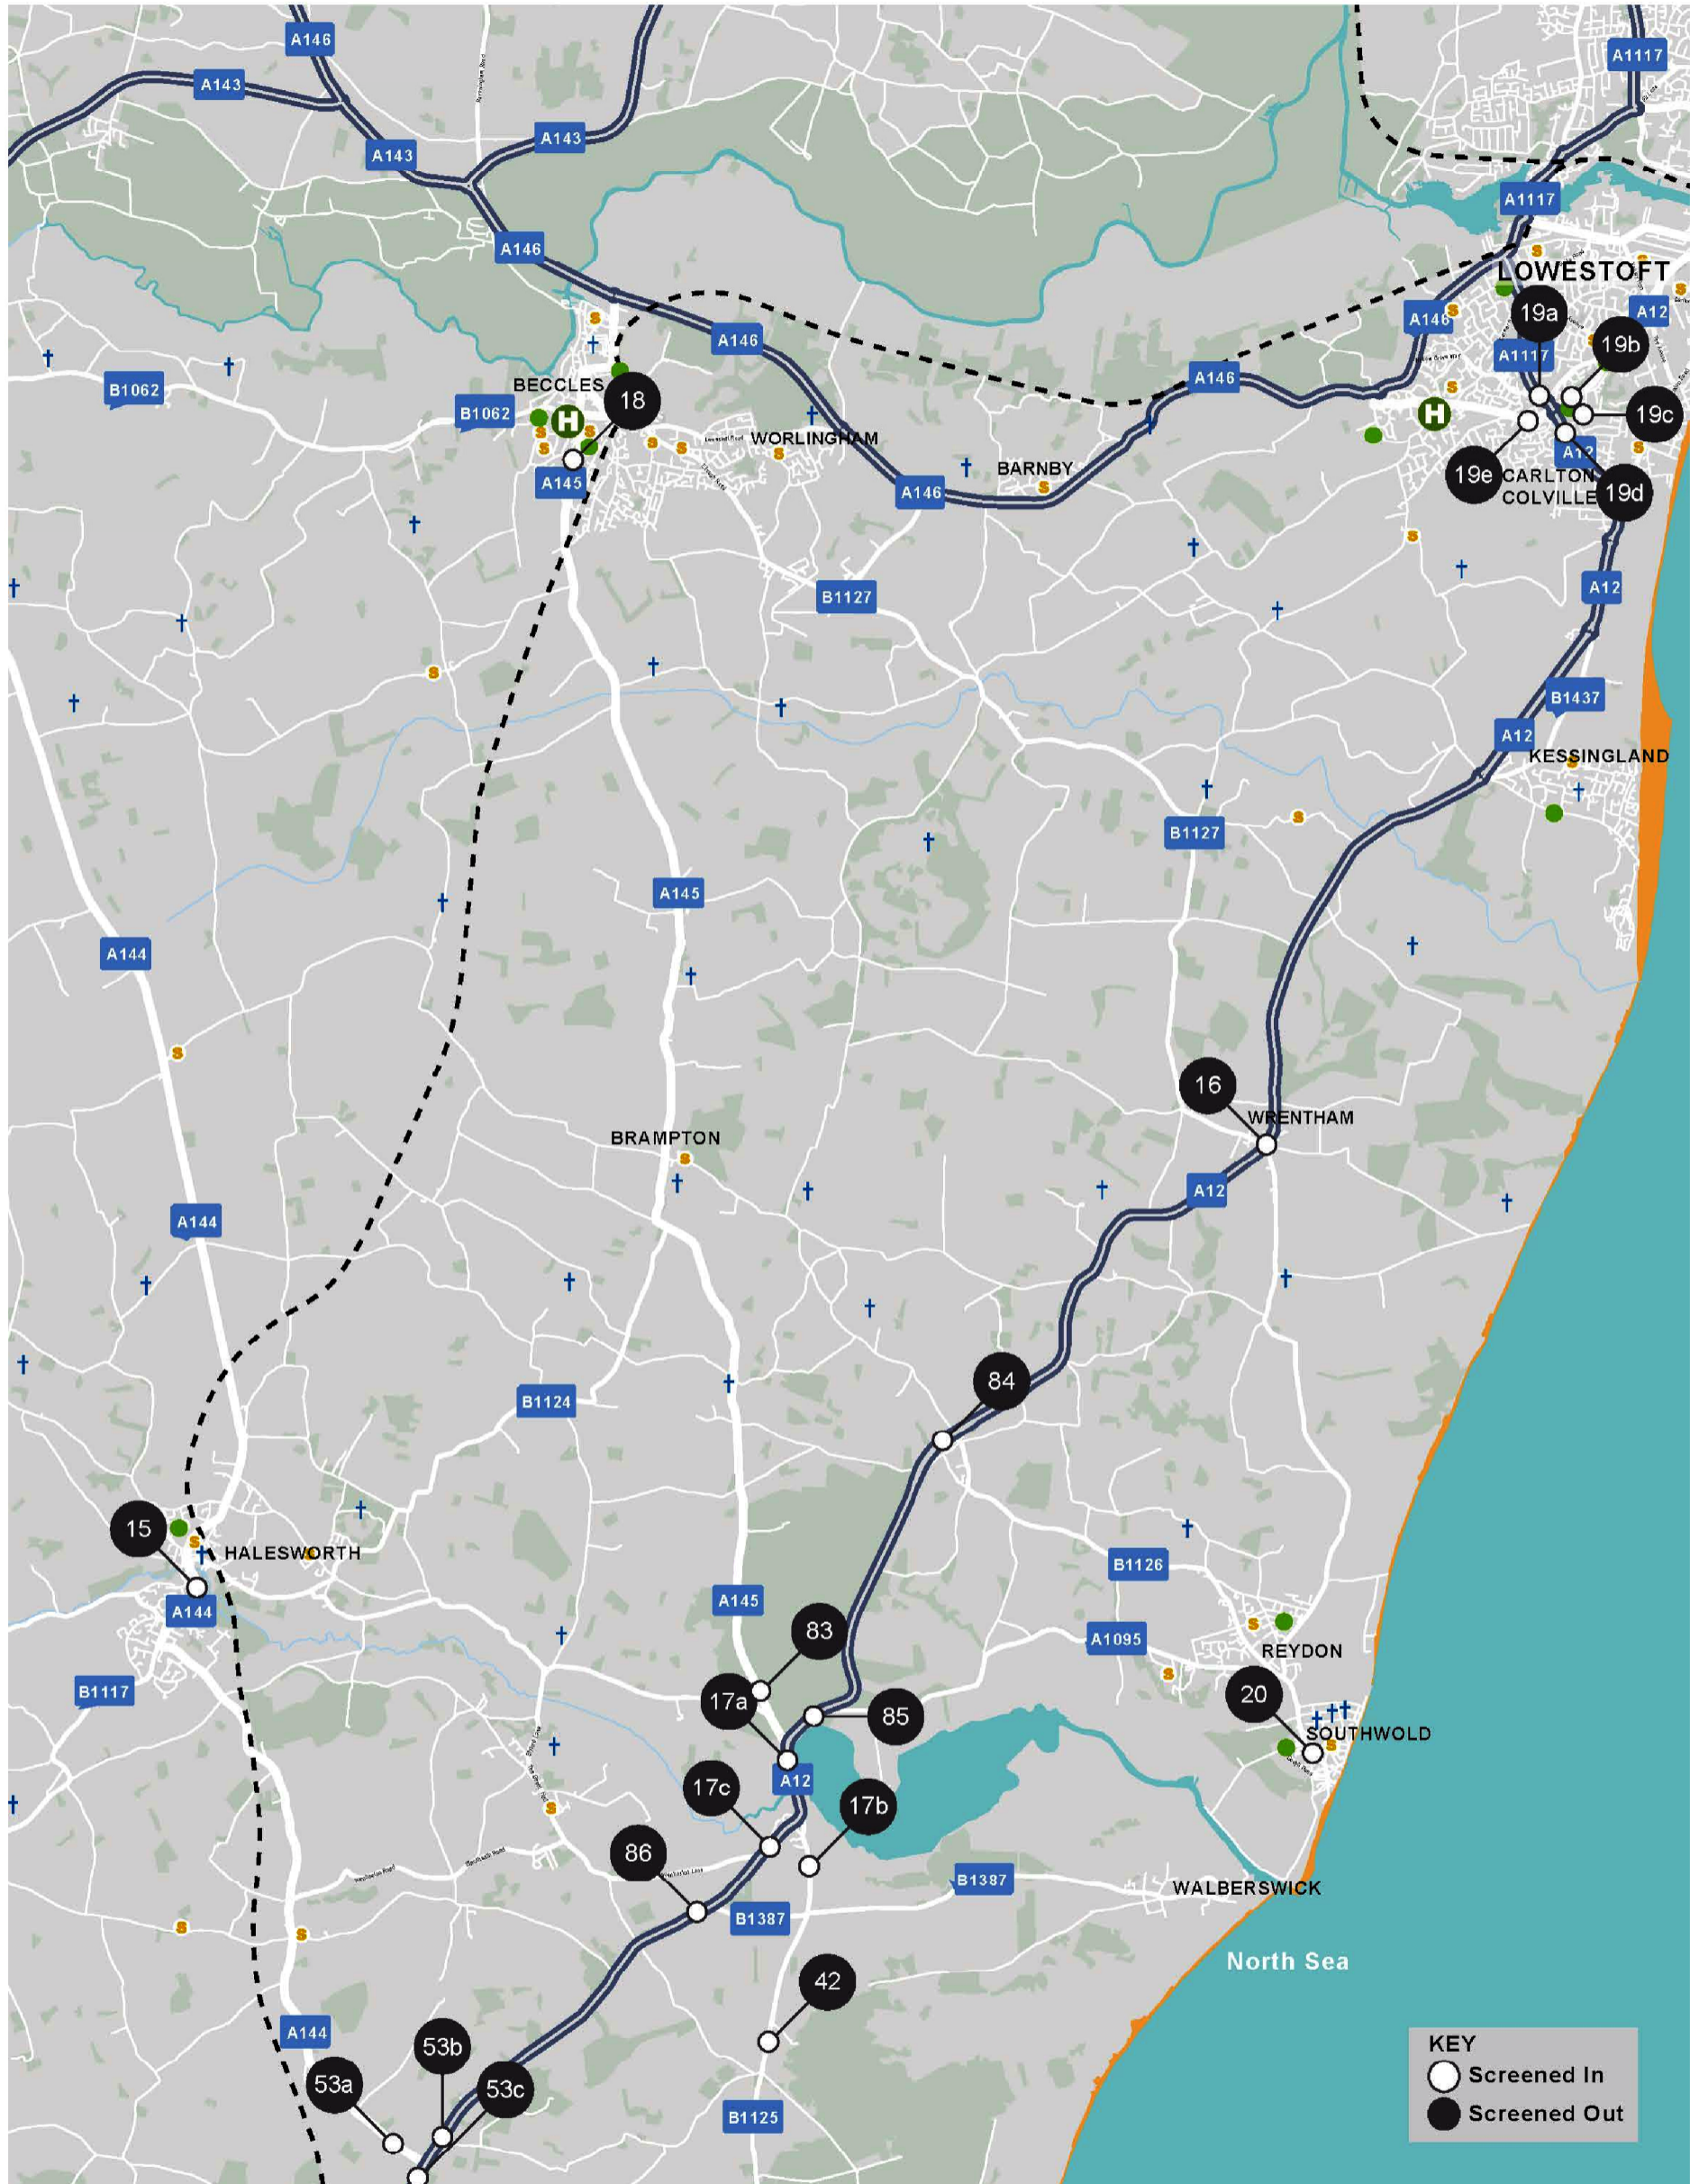 A146
A1117
A143
A143
A143
A1117
A146
LOWESTOFT
19a
A12
A146
A146
19b
A1117
A146
BECCLES
B1062
18
B1062
H
H
19c
WORLINGHAM
A12
BARNBY
19e
CARLTON
COLVILLE
19d
A145
A146
B1127
A12
B1437
A12
KESSINGLAND
B1127
A145
A144
16
WRENTHAM
BRAMPTON
A12
A144
84
B1124
15
HALESWORTH
B1126
A145
A144
83
A1095
REYDON
B1117
17a
85
20
SOUTHWOLD
A12
17c
17b
86
B1387
WALBERSWICK
B1387
North Sea
42
A144
53b
53a
53c
B1125
KEY
Screened In
Screened Out